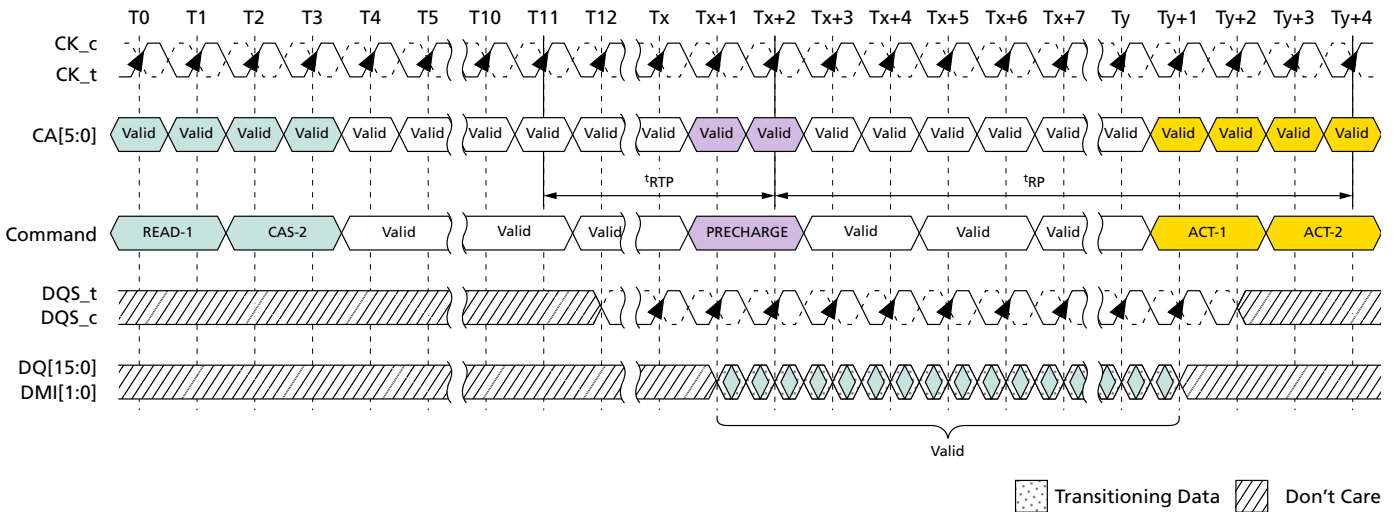 T0 T1 T2 T3 T4 T5 T10 T11 T12 Tx Tx+1 Tx+2 Tx+3 Tx+4 Tx+5 Tx+6 Tx+7 Ty Ty+1 Ty+2 Ty+3 Ty+4
CK_c
CK_t
CA[5:0] Valid Valid Valid Valid Valid Valid Valid Valid Valid Valid Valid Valid Valid Valid Valid Valid Valid Valid Valid Valid Valid Valid
tRTP tRP
Command READ-1 CAS-2 Valid Valid Valid PRECHARGE Valid Valid Valid ACT-1 ACT-2
DQS_t
DQS_c
DQ[15:0]
DMI[1:0]
Valid
Transitioning Data Don't Care